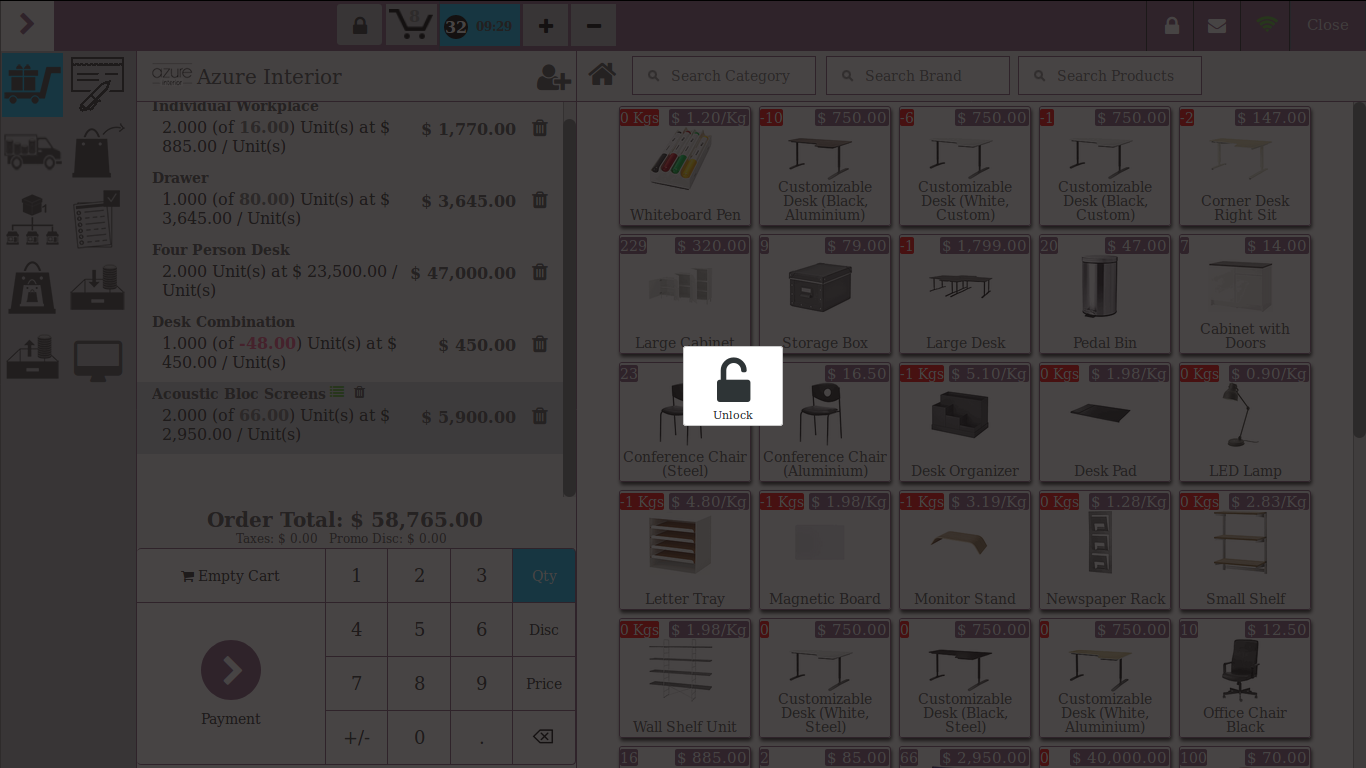 8
32 09:29
Close
azure
Azure Interior
Search Category
Search Brand
Search Products
Individual Workplace
2.000 (of 16.00) Unit(s) at $
885.00 / Unit(s)
$ 1,770.00
Drawer
1.000 (of 80.00) Unit(s) at $
3,645.00 / Unit(s)
$ 3,645.00
Four Person Desk
2.000 Unit(s) at $ 23,500.00 /
Unit(s)
$ 47,000.00
Desk Combination
1.000 (of -48.00) Unit(s) at $
450.00 / Unit(s)
$ 450.00
Acoustic Bloc Screens
2.000 (of 66.00) Unit(s) at $
2,950.00 / Unit(s)
$ 5,900.00
Order Total: $ 58,765.00
Taxes: $ 0.00 Promo Disc: $ 0.00
Empty Cart
1 2 3 Qty
4 5 6 Disc
Payment
7 8 9 Price
+/- 0 .
0 Kgs $ 1.20/Kg
Whiteboard Pen
-10 $ 750.00
Customizable
Desk (Black,
Aluminium)
-6 $ 750.00
Customizable
Desk (White,
Custom)
-1 $ 750.00
Customizable
Desk (Black,
Custom)
-2 $ 147.00
Corner Desk
Right Sit
229 $ 320.00
Large Cabinet
9 $ 79.00
Storage Box
-1 $ 1,799.00
Large Desk
20 $ 47.00
Pedal Bin
7 $ 14.00
Cabinet with
Doors
23
Conference Chair
(Steel)
$ 16.50
Conference Chair
(Aluminium)
-1 Kgs $ 5.10/Kg
Desk Organizer
0 Kgs $ 1.98/Kg
Desk Pad
0 Kgs $ 0.90/Kg
LED Lamp
Unlock
-1 Kgs $ 4.80/Kg
Letter Tray
-1 Kgs $ 1.98/Kg
Magnetic Board
-1 Kgs $ 3.19/Kg
Monitor Stand
0 Kgs $ 1.28/Kg
Newspaper Rack
0 Kgs $ 2.83/Kg
Small Shelf
0 Kgs $ 1.98/Kg
Wall Shelf Unit
0 $ 750.00
Customizable
Desk (White,
Steel)
0 $ 750.00
Customizable
Desk (Black,
Steel)
0 $ 750.00
Customizable
Desk (White,
Aluminium)
10 $ 12.50
Office Chair
Black
16 $ 885.00
2 $ 85.00
66 $ 2,950.00
0 $ 40,000.00
100 $ 70.00